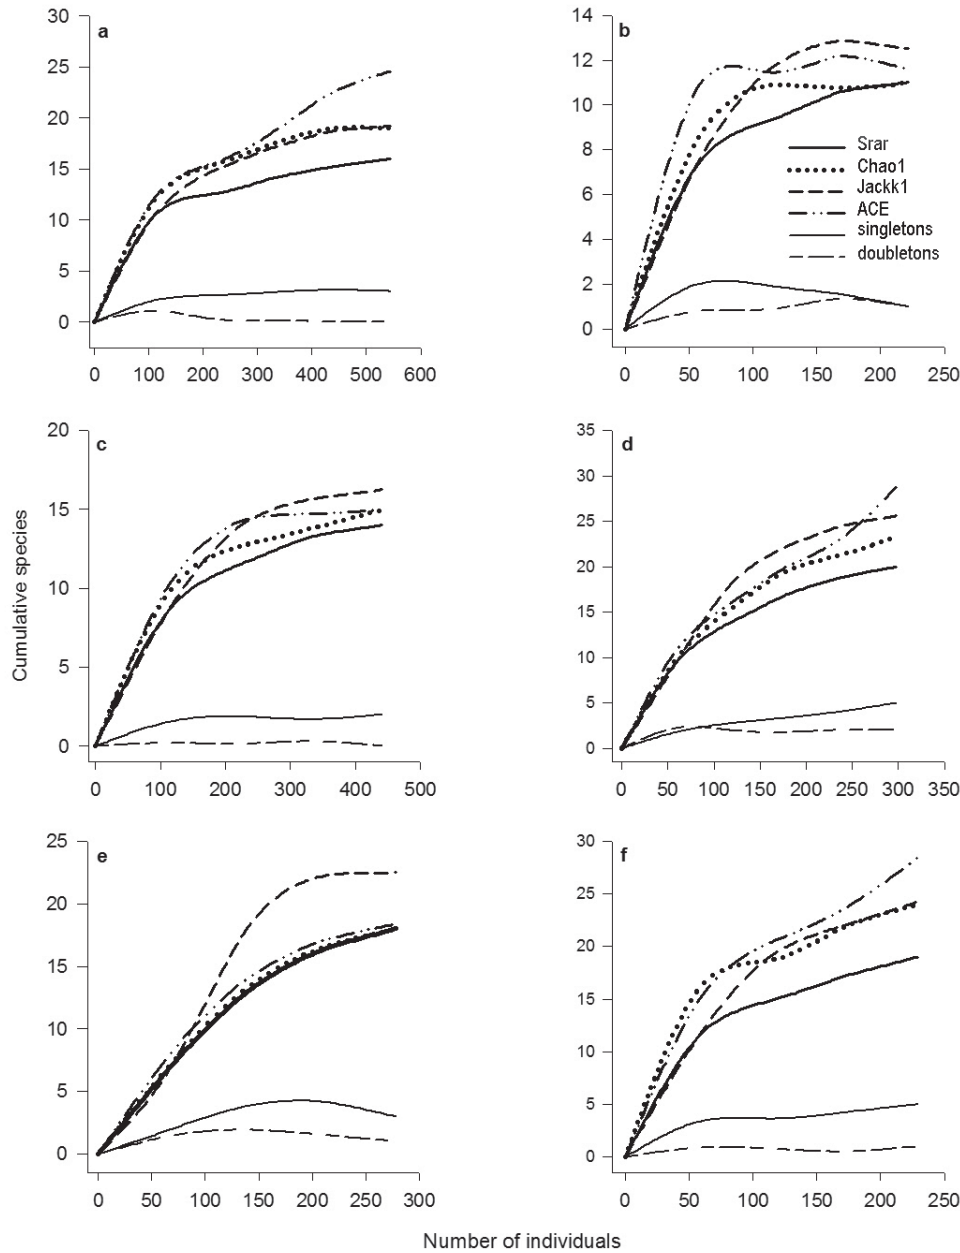 a
30
25
20
15
10
5
0
0 100 200 300 400 500 600
b
14
12
10
8
6
4
2
0
0 50 100 150 200 250
Srar
Chao1
Jackk1
ACE
singletons
doubletons
Cumulative species
c
20
15
10
5
0
0 100 200 300 400 500
d
35
30
25
20
15
10
5
0
0 50 100 150 200 250 300 350
e
25
20
15
10
5
0
0 50 100 150 200 250 300
f
30
25
20
15
10
5
0
0 50 100 150 200 250
Number of individuals